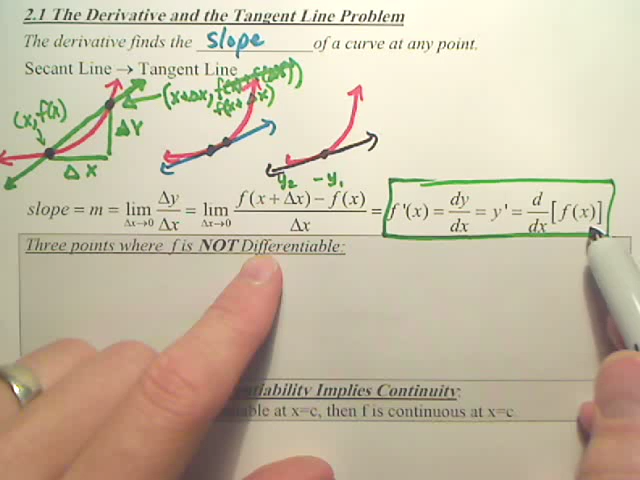 2.1 The Derivative and the Tangent Line Problem
The derivative finds the slope of a curve at any point.
Secant Line → Tangent Line
(x, f(x)) (x+Δx, f(x+Δx))
ΔY
ΔX
y₂ - y₁
slope = m = lim Δx→0 Δy/Δx = lim Δx→0 (f(x + Δx) − f(x))/Δx = f '(x) = dy/dx = y' = d/dx [f(x)]
Three points where f is NOT Differentiable:
Implies Continuity:
at x=c, then f is continuous at x=c